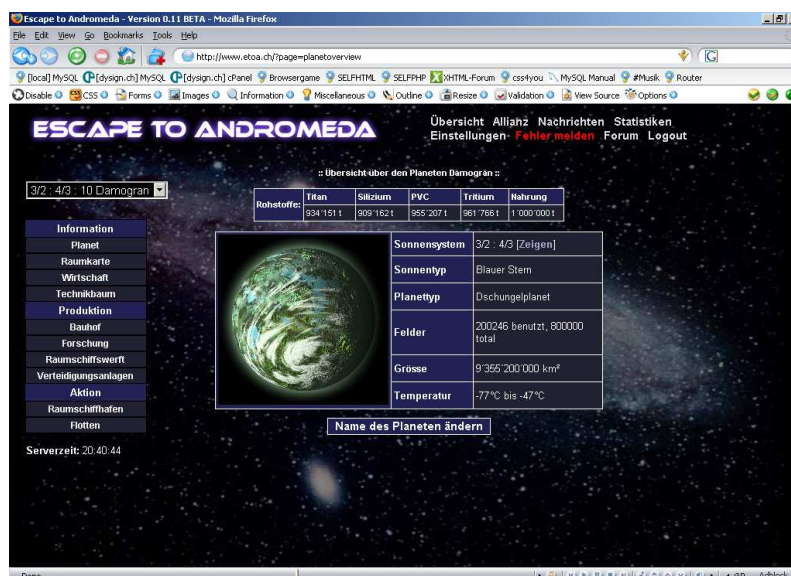 Escape to Andromeda - Version 0.11 BETA - Mozilla Firefox
File Edit View Go Bookmarks Tools Help
http://www.etoa.ch/?page=planetoverview
[local] MySQL [dysign.ch] MySQL [dysign.ch] cPanel Browsergame SELFHTML SELFPHP XHTML-Forum css4you MySQL Manual #Musik Router
Disable CSS Forms Images Information Miscellaneous Outline Resize Validation View Source Options
ESCAPE TO ANDROMEDA
Übersicht Allianz Nachrichten Statistiken
Einstellungen Fehler melden Forum Logout
:: Übersicht über den Planeten Damogran ::
3/2 : 4/3 : 10 Damogran
Rohstoffe: Titan Silizium PVC Tritium Nahrung
934'151 t 909'162 t 955'207 t 961'766 t 1'000'000 t
Information
Planet
Raumkarte
Wirtschaft
Technikbaum
Produktion
Bauhof
Forschung
Raumschiffswerft
Verteidigungsanlagen
Aktion
Raumschiffhafen
Flotten
Serverzeit: 20:40:44
Sonnensystem 3/2 : 4/3 [Zeigen]
Sonnentyp Blauer Stern
Planettyp Dschungelplanet
Felder 200246 benutzt, 800000
total
Grösse 9'355'200'000 km²
Temperatur -77°C bis -47°C
Name des Planeten ändern
Done
Adblock